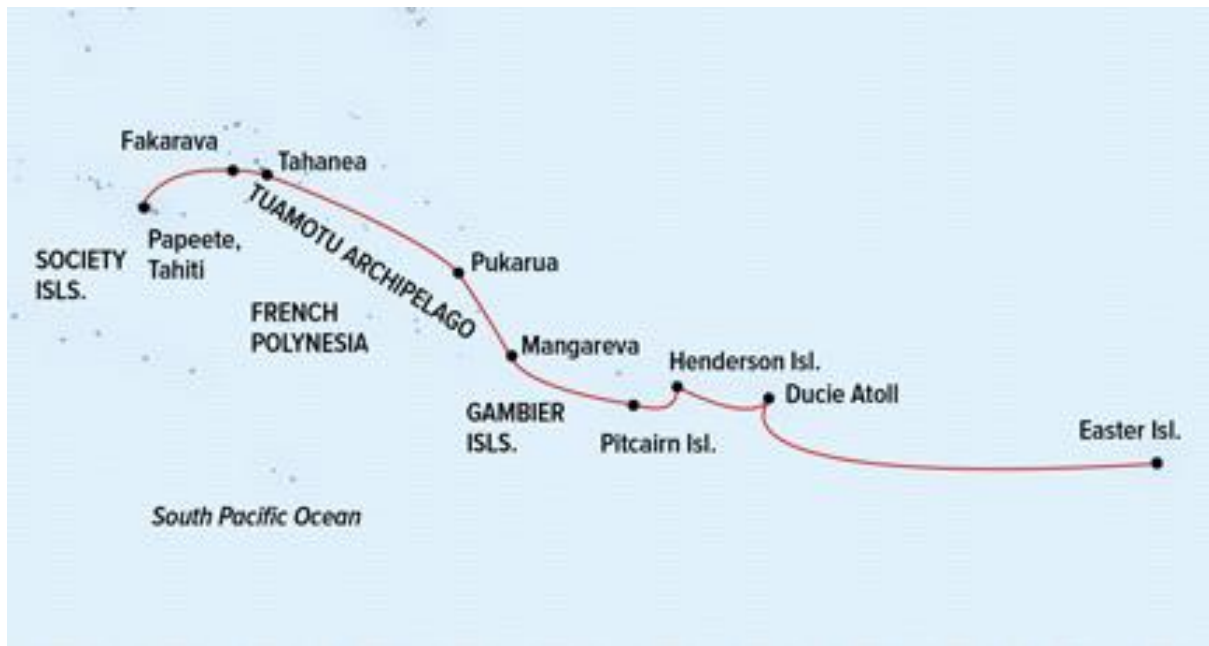 Fakarava
Tahanea
Papeete,
Tahiti
SOCIETY
ISLS.
TUAMOTU ARCHIPELAGO
Pukarua
FRENCH
POLYNESIA
Mangareva
Henderson Isl.
Ducie Atoll
GAMBIER
ISLS.
Pitcairn Isl.
Easter Isl.
South Pacific Ocean